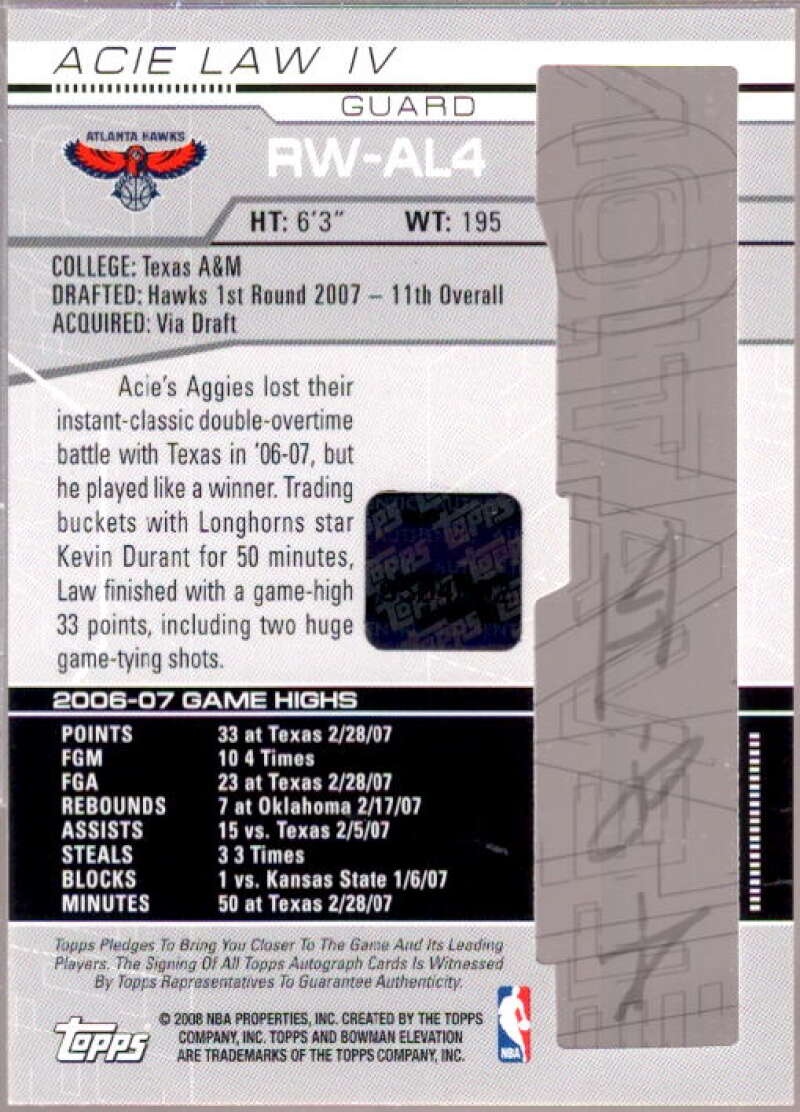 ACIE LAW IV
GUARD
ATLANTA HAWKS
RW-AL4
HT: 6'3" WT: 195
COLLEGE: Texas A&M
DRAFTED: Hawks 1st Round 2007 – 11th Overall
ACQUIRED: Via Draft
Acie's Aggies lost their
instant-classic double-overtime
battle with Texas in '06-07, but
he played like a winner. Trading
buckets with Longhorns star
Kevin Durant for 50 minutes,
Law finished with a game-high
33 points, including two huge
game-tying shots.
topps
topps
2006-07 GAME HIGHS
POINTS 33 at Texas 2/28/07
FGM 10 4 Times
FGA 23 at Texas 2/28/07
REBOUNDS 7 at Oklahoma 2/17/07
ASSISTS 15 vs. Texas 2/5/07
STEALS 3 3 Times
BLOCKS 1 vs. Kansas State 1/6/07
MINUTES 50 at Texas 2/28/07
Topps Pledges To Bring You Closer To The Game And Its Leading
Players. The Signing Of All Topps Autograph Cards Is Witnessed
By Topps Representatives To Guarantee Authenticity.
topps
© 2008 NBA PROPERTIES, INC. CREATED BY THE TOPPS
COMPANY, INC. TOPPS AND BOWMAN ELEVATION
ARE TRADEMARKS OF THE TOPPS COMPANY, INC.
NBA